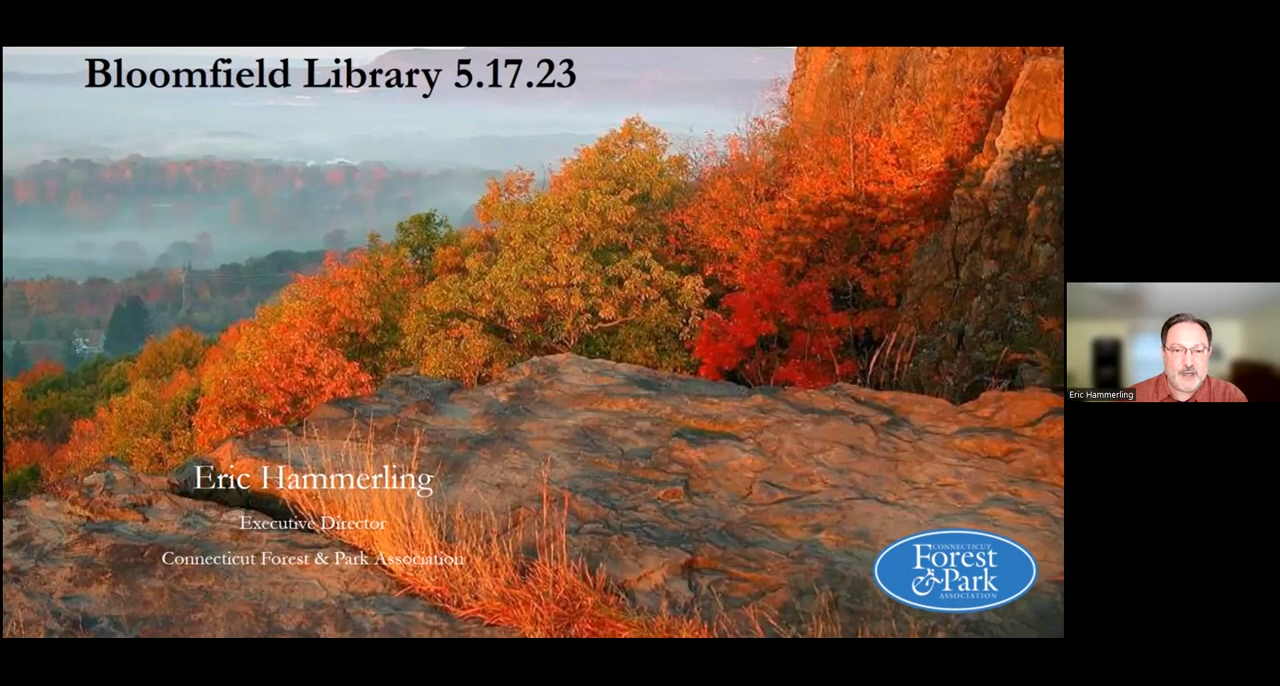 Bloomfield Library 5.17.23
Eric Hammerling
Executive Director
Connecticut Forest & Park Association
CONNECTICUT
Forest
& Park
ASSOCIATION
Eric Hammerling